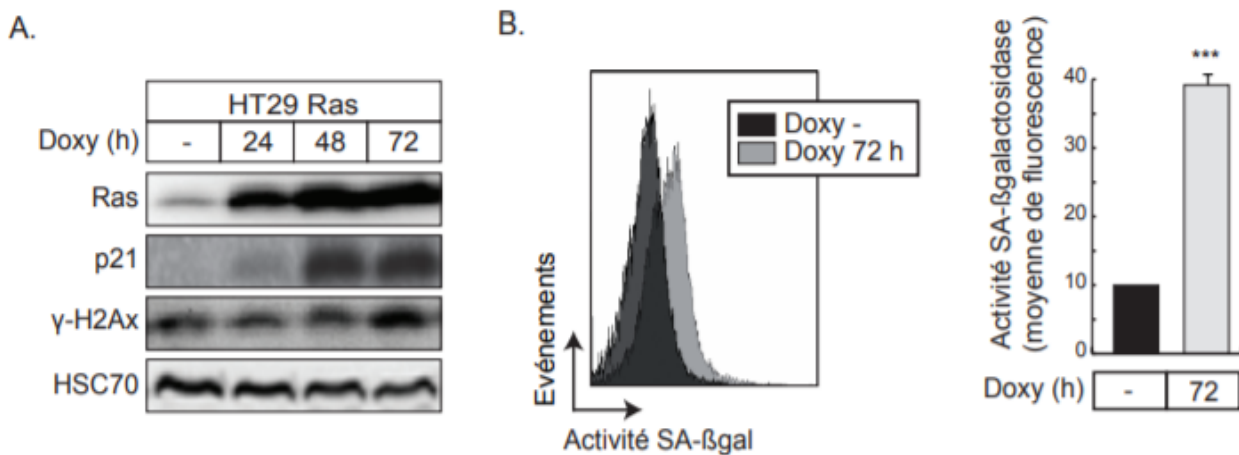 A.
HT29 Ras
Doxy (h) - 24 48 72
Ras
p21
γ-H2Ax
HSC70
B.
Doxy -
Doxy 72 h
Evénements
Activité SA-ßgal
Activité SA-ßgalactosidase
(moyenne de fluorescence)
***
40
30
20
10
0
Doxy (h) - 72